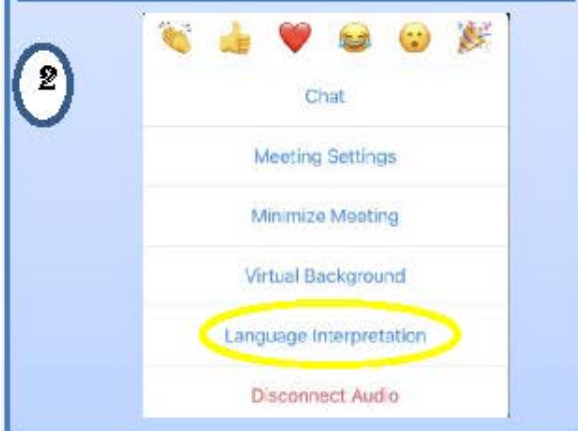 2
Chat
Meeting Settings
Minimize Meeting
Virtual Background
Language Interpretation
Disconnect Audio